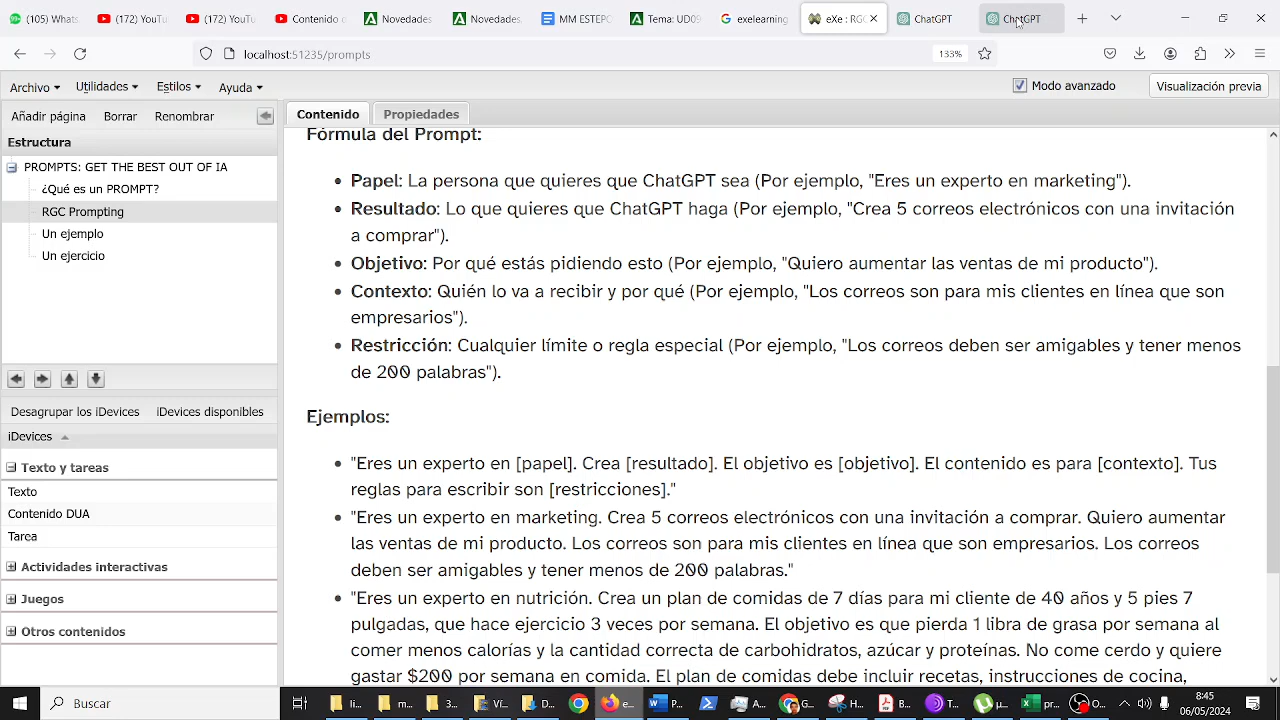 (105) Whats
(172) YouTu
(172) YouTu
Contenido d
Novedades
Novedades
MM ESTEPO
Tema: UD09
exelearning
eXe : RGC
ChatGPT
ChatGPT
localhost:51235/prompts
133%
Archivo
Utilidades
Estilos
Ayuda
Modo avanzado
Visualización previa
Añadir página
Borrar
Renombrar
Contenido
Propiedades
Estructura
PROMPTS: GET THE BEST OUT OF IA
¿Qué es un PROMPT?
RGC Prompting
Un ejemplo
Un ejercicio
Desagrupar los iDevices
iDevices disponibles
iDevices
Texto y tareas
Texto
Contenido DUA
Tarea
Actividades interactivas
Juegos
Otros contenidos
Fórmula del Prompt:
Papel: La persona que quieres que ChatGPT sea (Por ejemplo, "Eres un experto en marketing").
Resultado: Lo que quieres que ChatGPT haga (Por ejemplo, "Crea 5 correos electrónicos con una invitación
a comprar").
Objetivo: Por qué estás pidiendo esto (Por ejemplo, "Quiero aumentar las ventas de mi producto").
Contexto: Quién lo va a recibir y por qué (Por ejemplo, "Los correos son para mis clientes en línea que son
empresarios").
Restricción: Cualquier límite o regla especial (Por ejemplo, "Los correos deben ser amigables y tener menos
de 200 palabras").
Ejemplos:
"Eres un experto en [papel]. Crea [resultado]. El objetivo es [objetivo]. El contenido es para [contexto]. Tus
reglas para escribir son [restricciones]."
"Eres un experto en marketing. Crea 5 correos electrónicos con una invitación a comprar. Quiero aumentar
las ventas de mi producto. Los correos son para mis clientes en línea que son empresarios. Los correos
deben ser amigables y tener menos de 200 palabras."
"Eres un experto en nutrición. Crea un plan de comidas de 7 días para mi cliente de 40 años y 5 pies 7
pulgadas, que hace ejercicio 3 veces por semana. El objetivo es que pierda 1 libra de grasa por semana al
comer menos calorías y la cantidad correcta de carbohidratos, azúcar y proteínas. No come cerdo y quiere
gastar $200 por semana en comida. El plan de comidas debe incluir recetas, instrucciones de cocina,
Buscar
8:45
06/05/2024